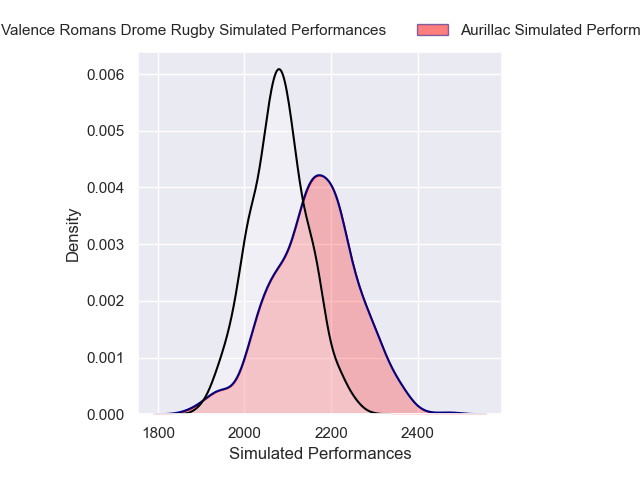 Valence Romans Drome Rugby Simulated Performances
Aurillac Simulated Perform
0.006
0.005
0.004
0.003
0.002
0.001
0.000
Density
1800 2000 2200 2400
Simulated Performances